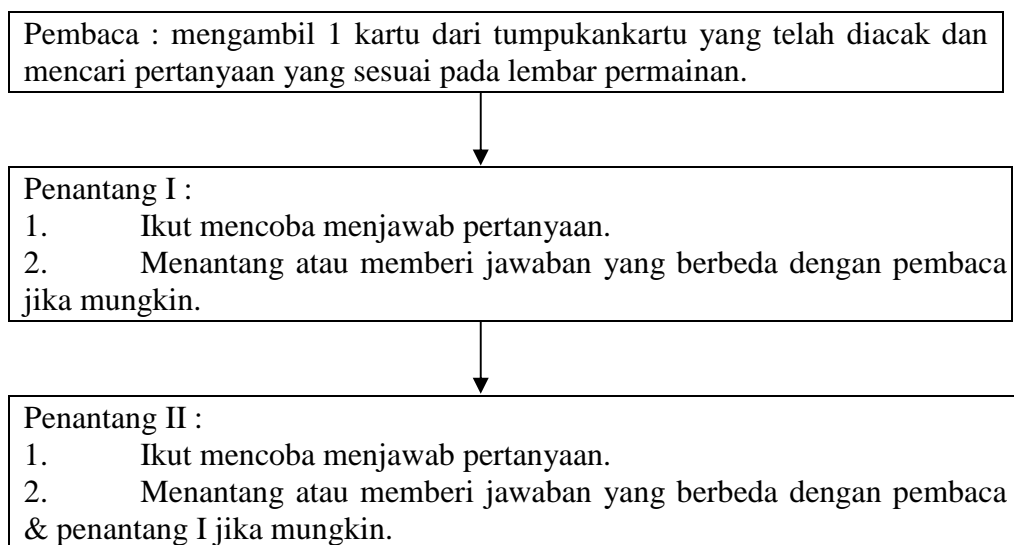 Pembaca : mengambil 1 kartu dari tumpukankartu yang telah diacak dan
mencari pertanyaan yang sesuai pada lembar permainan.
Penantang I :
1. Ikut mencoba menjawab pertanyaan.
2. Menantang atau memberi jawaban yang berbeda dengan pembaca
jika mungkin.
Penantang II :
1. Ikut mencoba menjawab pertanyaan.
2. Menantang atau memberi jawaban yang berbeda dengan pembaca
& penantang I jika mungkin.